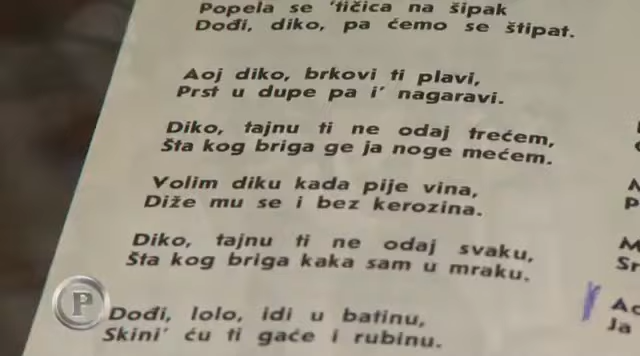 Popela se 'tičica na šipak
Dođi, diko, pa ćemo se štipat.
Aoj diko, brkovi ti plavi,
Prst u dupe pa i' nagaravi.
Diko, tajnu ti ne odaj trećem,
Šta kog briga ge ja noge mećem.
Volim diku kada pije vina,
Diže mu se i bez kerozina.
Diko, tajnu ti ne odaj svaku,
Šta kog briga kaka sam u mraku.
Dođi, lolo, idi u batinu,
Skini' ću ti gaće i rubinu.
P
M
Sr
Ja